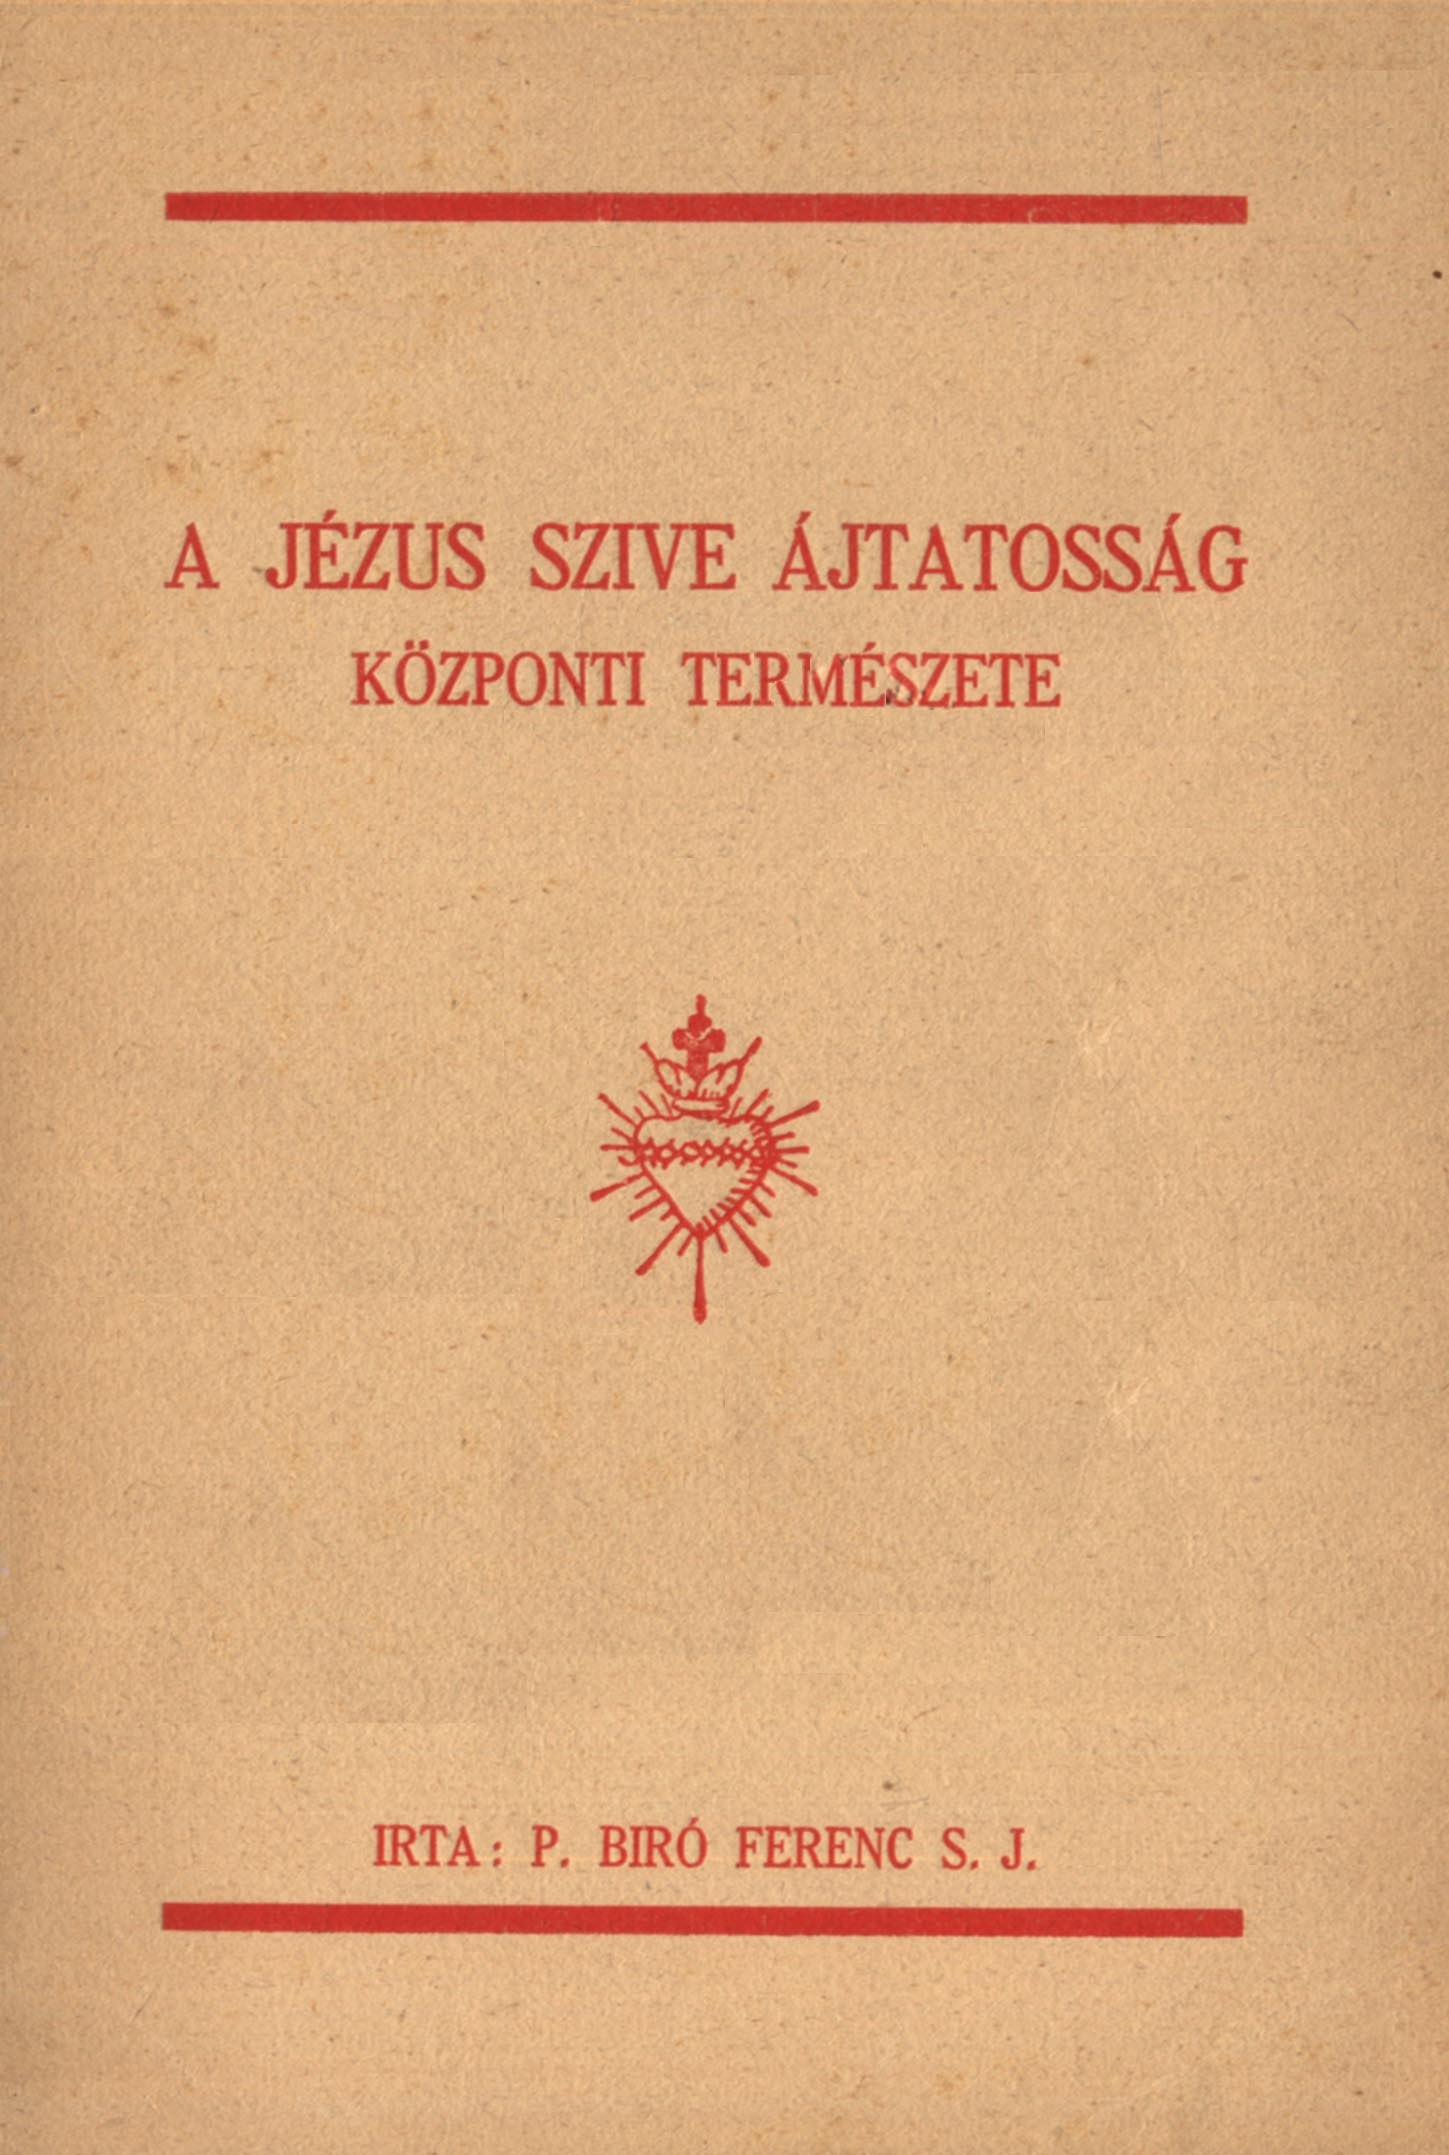 A JÉZUS SZIVE ÁJTATOSSÁG
KÖZPONTI TERMÉSZETE
IRTA: P. BIRÓ FERENC S. J.